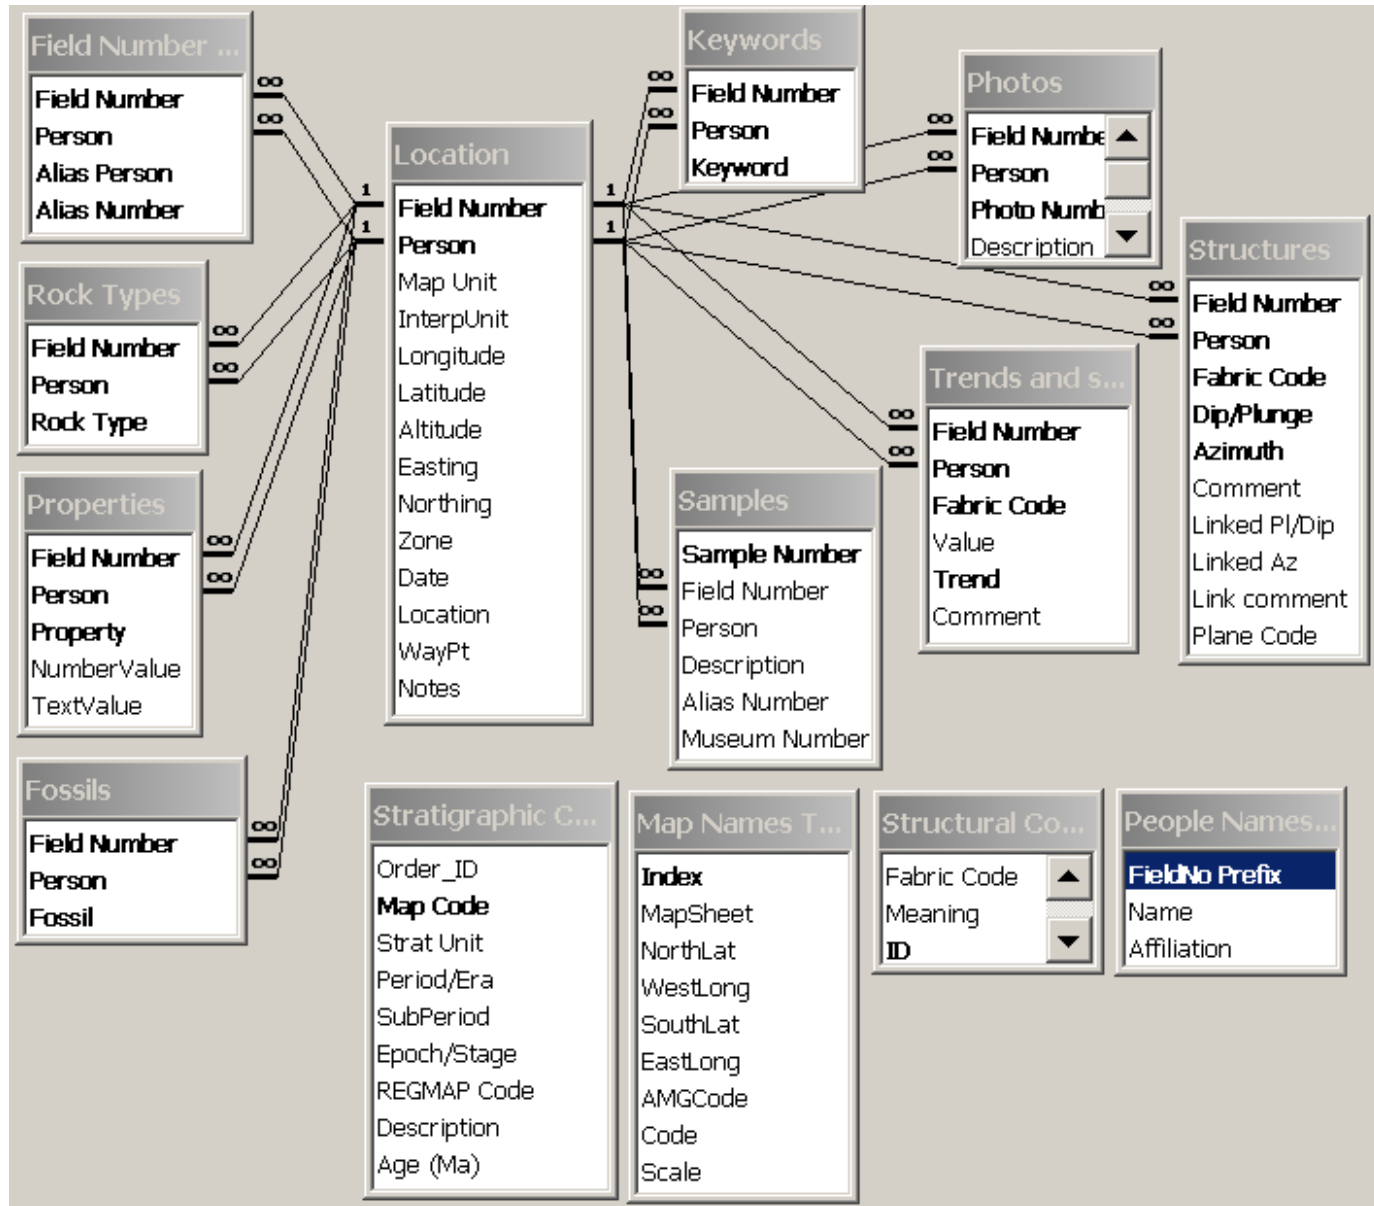 Field Number ...
Field Number
Person
Alias Person
Alias Number
Rock Types
Field Number
Person
Rock Type
Properties
Field Number
Person
Property
NumberValue
TextValue
Fossils
Field Number
Person
Fossil
Location
Field Number
Person
Map Unit
InterpUnit
Longitude
Latitude
Altitude
Easting
Northing
Zone
Date
Location
WayPt
Notes
Keywords
Field Number
Person
Keyword
Photos
Field Numbe
Person
Photo Numb
Description
Structures
Field Number
Person
Fabric Code
Dip/Plunge
Azimuth
Comment
Linked Pl/Dip
Linked Az
Link comment
Plane Code
Trends and s...
Field Number
Person
Fabric Code
Value
Trend
Comment
Samples
Sample Number
Field Number
Person
Description
Alias Number
Museum Number
Stratigraphic C...
Order_ID
Map Code
Strat Unit
Period/Era
SubPeriod
Epoch/Stage
REGMAP Code
Description
Age (Ma)
Map Names T...
Index
MapSheet
NorthLat
WestLong
SouthLat
EastLong
AMGCode
Code
Scale
Structural Co...
Fabric Code
Meaning
ID
People Names...
FieldNo Prefix
Name
Affiliation
∞
∞
∞
∞
∞
∞
∞
∞
1
1
1
1
∞
∞
∞
∞
∞
∞
∞
∞
∞
∞